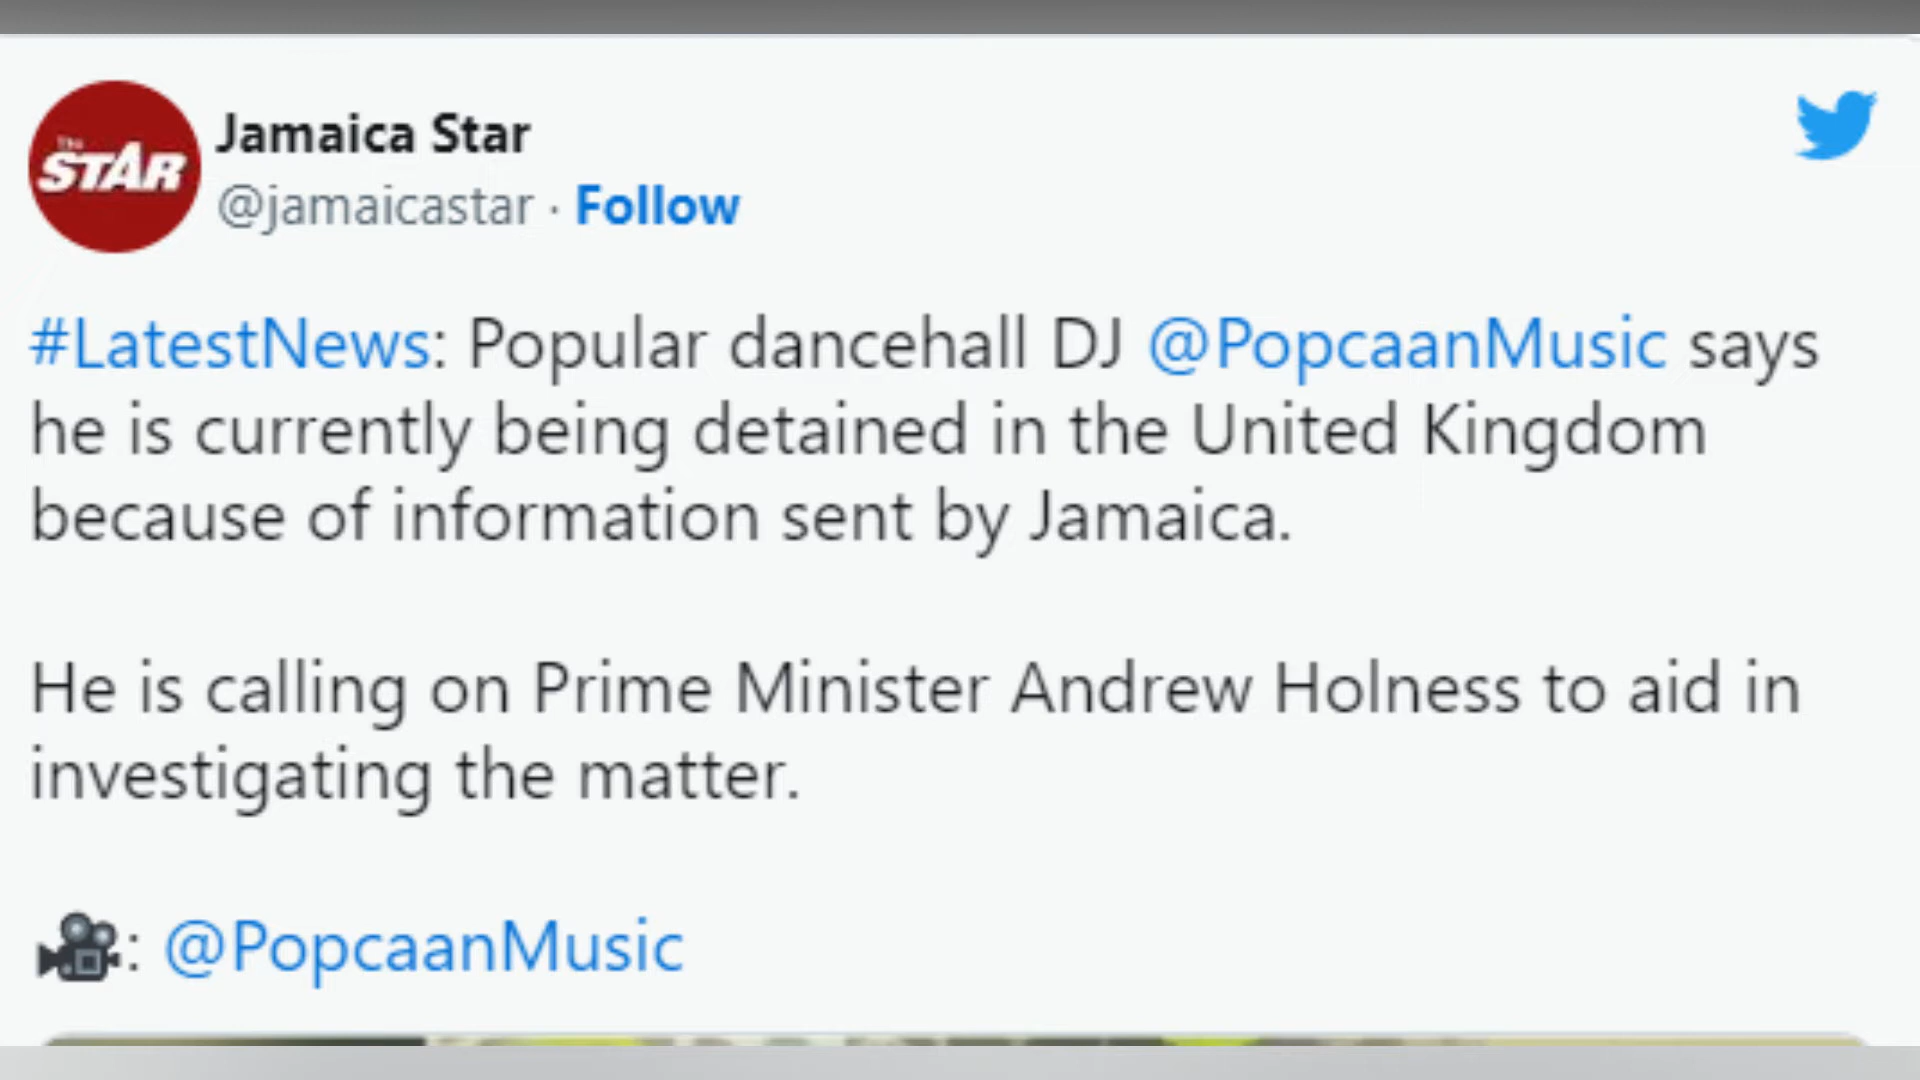 The STAR
Jamaica Star
@jamaicastar · Follow
#LatestNews: Popular dancehall DJ @PopcaanMusic says
he is currently being detained in the United Kingdom
because of information sent by Jamaica.
He is calling on Prime Minister Andrew Holness to aid in
investigating the matter.
🎥: @PopcaanMusic